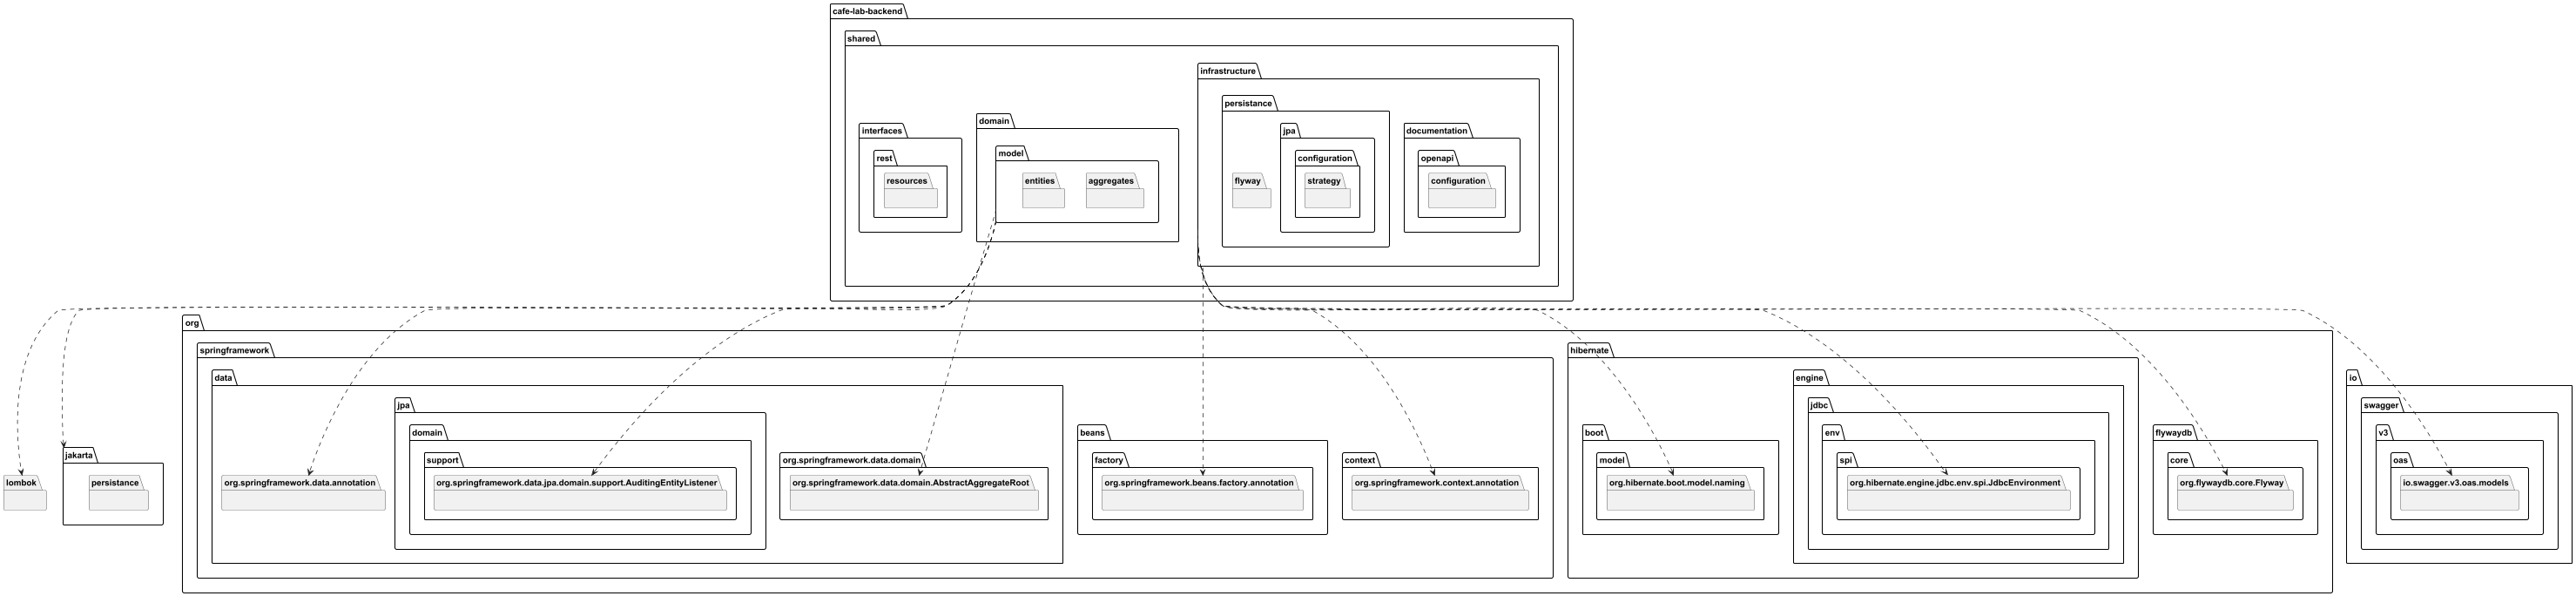 cafe-lab-backend
shared
infrastructure
persistance
domain
interfaces
jpa
documentation
model
rest
configuration
openapi
resources
entities
aggregates
flyway
strategy
configuration
org
springframework
hibernate
data
engine
io
jpa
jdbc
swagger
domain
beans
boot
env
flywaydb
v3
jakarta
support
org.springframework.data.domain
factory
context
model
spi
core
oas
lombok
persistance
org.springframework.data.annotation
org.springframework.data.jpa.domain.support.AuditingEntityListener
org.springframework.data.domain.AbstractAggregateRoot
org.springframework.beans.factory.annotation
org.springframework.context.annotation
org.hibernate.boot.model.naming
org.hibernate.engine.jdbc.env.spi.JdbcEnvironment
org.flywaydb.core.Flyway
io.swagger.v3.oas.models